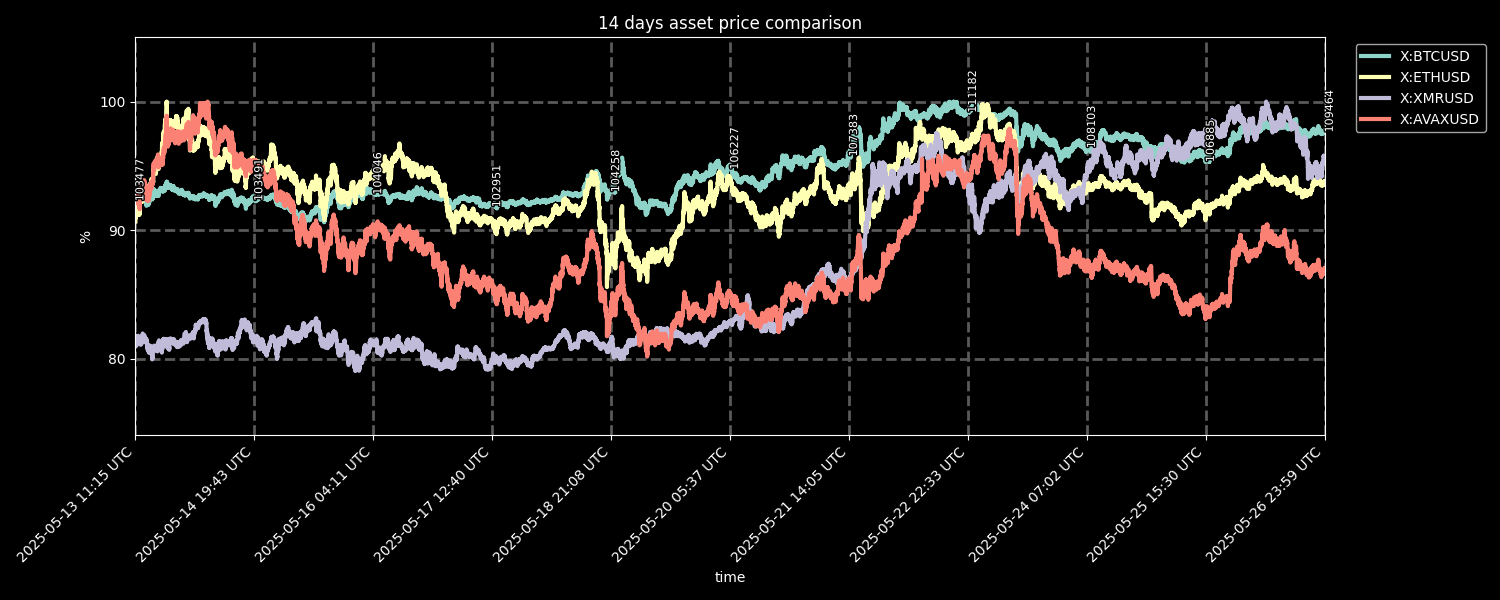 14 days asset price comparison
X:BTCUSD
X:ETHUSD
X:XMRUSD
X:AVAXUSD
100
90
80
%
103477
103491
104046
102951
104258
106227
107383
111182
108103
106885
109464
2025-05-13 11:15 UTC
2025-05-14 19:43 UTC
2025-05-16 04:11 UTC
2025-05-17 12:40 UTC
2025-05-18 21:08 UTC
2025-05-20 05:37 UTC
2025-05-21 14:05 UTC
2025-05-22 22:33 UTC
2025-05-24 07:02 UTC
2025-05-25 15:30 UTC
2025-05-26 23:59 UTC
time